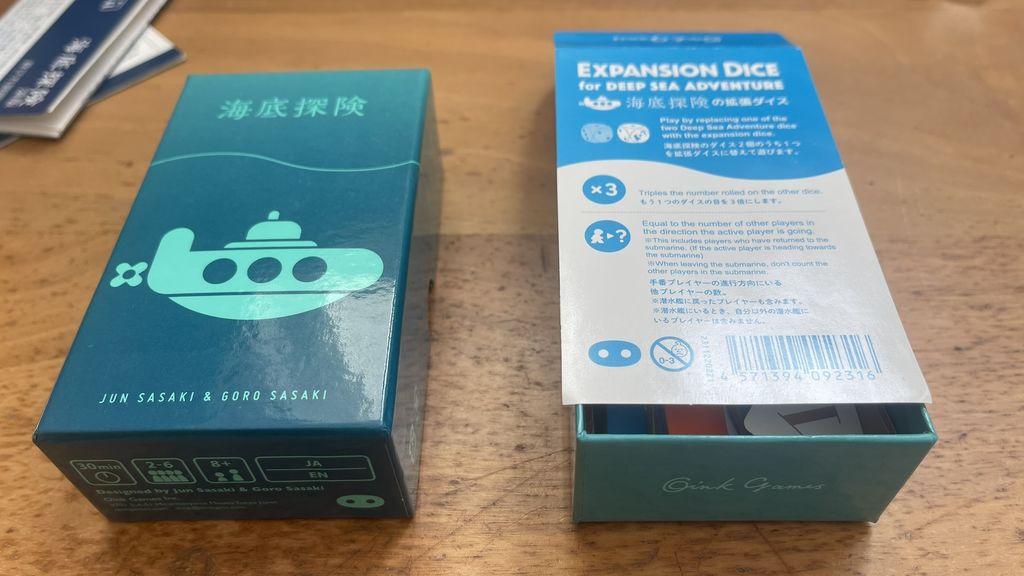 海底探険
海底探険
JUN SASAKI & GORO SASAKI
30min
2-6
8+
JA
EN
Designed by Jun Sasaki & Goro Sasaki
Oink Games Inc.
EXPANSION DICE
for DEEP SEA ADVENTURE
海底探険の拡張ダイス
Play by replacing one of the
two Deep Sea Adventure dice
with the expansion dice.
海底探険のダイス2個のうち1つ
を拡張ダイスに替えて遊びます。
×3
Triples the number rolled on the other dice.
もう1つのダイスの目を3倍にします。
?
Equal to the number of other players in
the direction the active player is going.
※This includes players who have returned to the
submarine. (If the active player is heading towards
the submarine)
※When leaving the submarine, don't count the
other players in the submarine.
手番プレイヤーの進行方向にいる
他プレイヤーの数。
※潜水艦に戻ったプレイヤーも含みます。
※潜水艦にいるとき、自分以外の潜水艦に
いるプレイヤーは含みません。
0-3
4 571394 092316
Oink Games